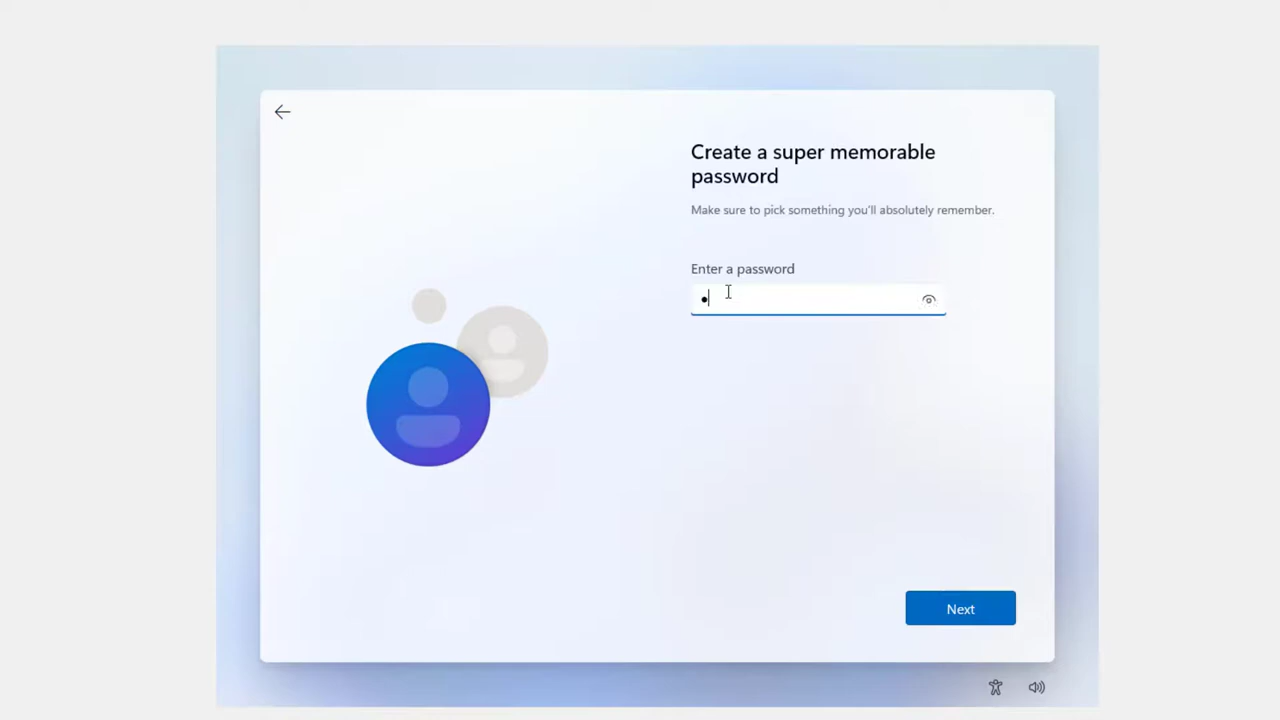 Create a super memorable
password
Make sure to pick something you'll absolutely remember.
Enter a password
●
Next